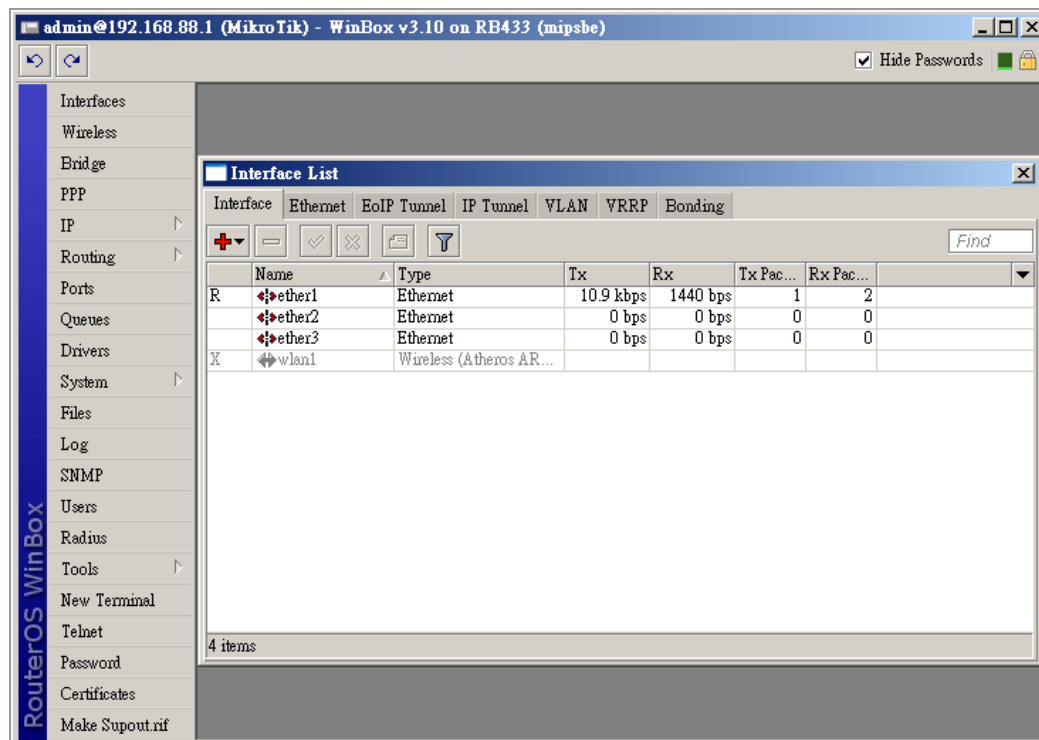 admin@192.168.88.1 (MikroTik) - WinBox v3.10 on RB433 (mipsbe)
Hide Passwords
Interfaces
Wireless
Bridge
PPP
IP
Routing
Ports
Queues
Drivers
System
Files
Log
SNMP
Users
Radius
Tools
New Terminal
Telnet
Password
Certificates
Make Supout.rif
RouterOS WinBox
Interface List
Interface Ethernet EoIP Tunnel IP Tunnel VLAN VRRP Bonding
Find
Name Type Tx Rx Tx Pac... Rx Pac...
R ether1 Ethernet 10.9 kbps 1440 bps 1 2
ether2 Ethernet 0 bps 0 bps 0 0
ether3 Ethernet 0 bps 0 bps 0 0
X wlan1 Wireless (Atheros AR...
4 items